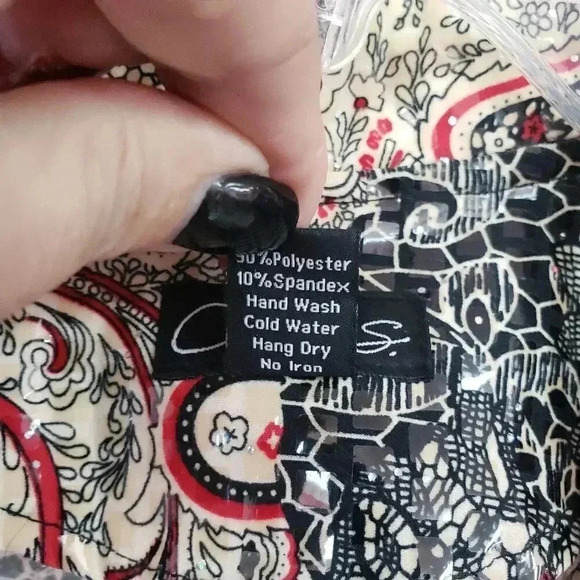 90%Polyester
10%Spandex
Hand Wash
Cold Water
Hang Dry
No Iron
S.